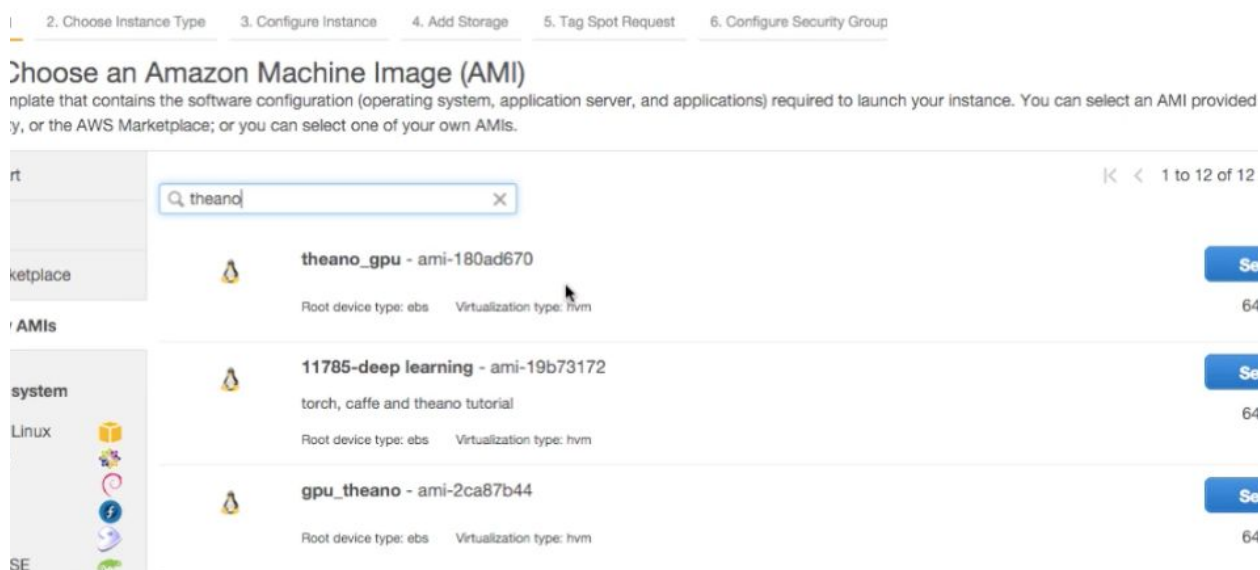 2. Choose Instance Type 3. Configure Instance 4. Add Storage 5. Tag Spot Request 6. Configure Security Group
Choose an Amazon Machine Image (AMI)
mplate that contains the software configuration (operating system, application server, and applications) required to launch your instance. You can select an AMI provided
y, or the AWS Marketplace; or you can select one of your own AMIs.
rt
1 to 12 of 12
theano
theano_gpu - ami-180ad670
Se
ketplace
Root device type: ebs Virtualization type: hvm
64
AMIs
11785-deep learning - ami-19b73172
Se
system
torch, caffe and theano tutorial
64
Linux
Root device type: ebs Virtualization type: hvm
gpu_theano - ami-2ca87b44
Se
Root device type: ebs Virtualization type: hvm
64
SE